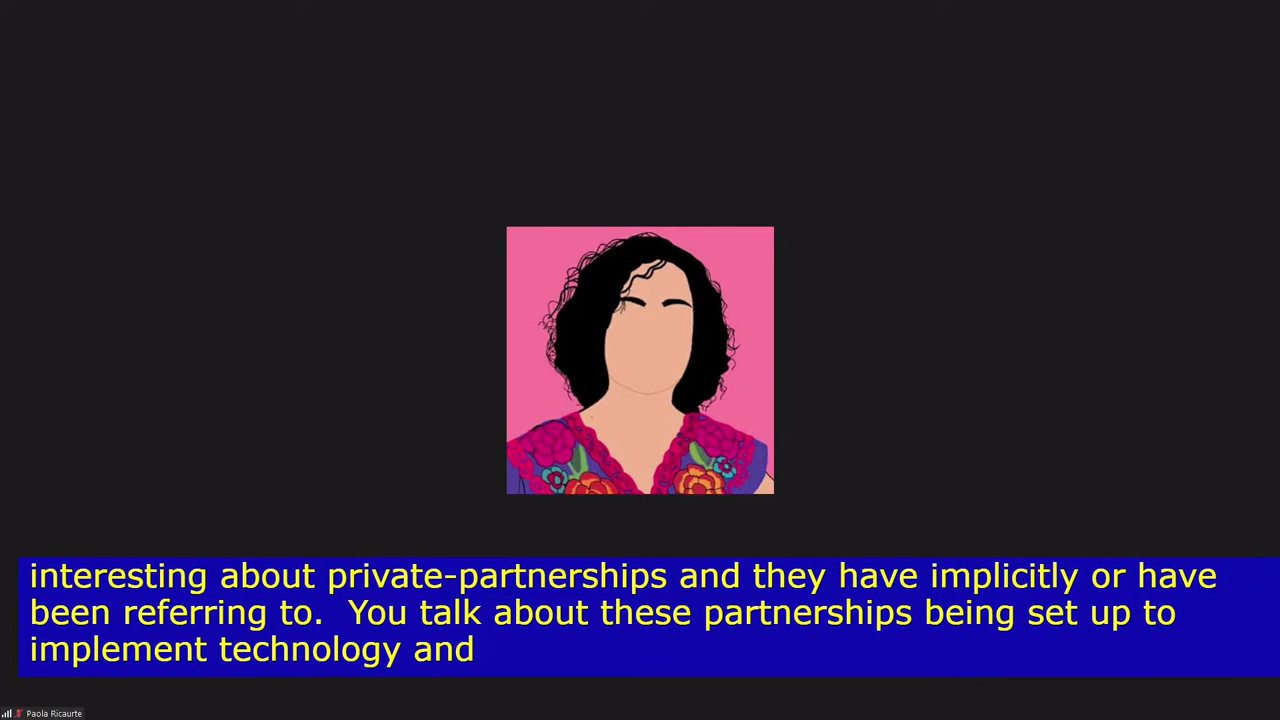 interesting about private-partnerships and they have implicitly or have
been referring to.  You talk about these partnerships being set up to
implement technology and
Paola Ricaurte